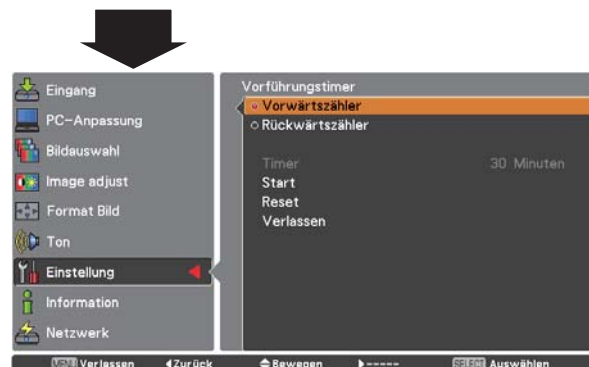 Eingang
PC-Anpassung
Bildauswahl
Image adjust
Format Bild
Ton
Einstellung
Information
Netzwerk
Vorführungstimer
Vorwärtszähler
Rückwärtszähler
Timer 30 Minuten
Start
Reset
Verlassen
MENU Verlassen Zurück Bewegen ----- SELECT Auswählen